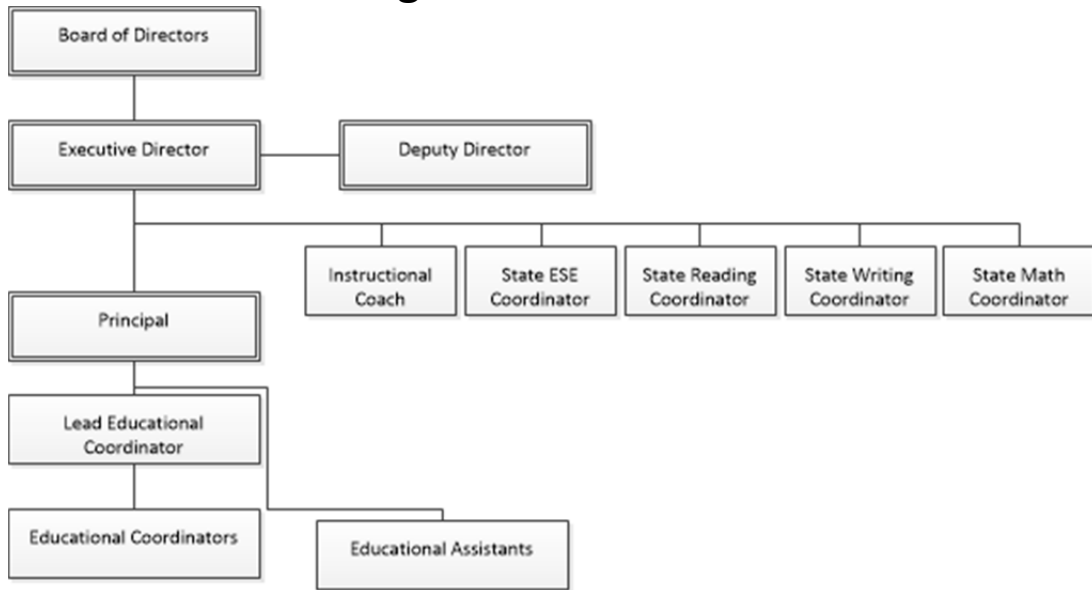 Board of Directors
Executive Director
Deputy Director
Instructional
Coach
State ESE
Coordinator
State Reading
Coordinator
State Writing
Coordinator
State Math
Coordinator
Principal
Lead Educational
Coordinator
Educational Coordinators
Educational Assistants